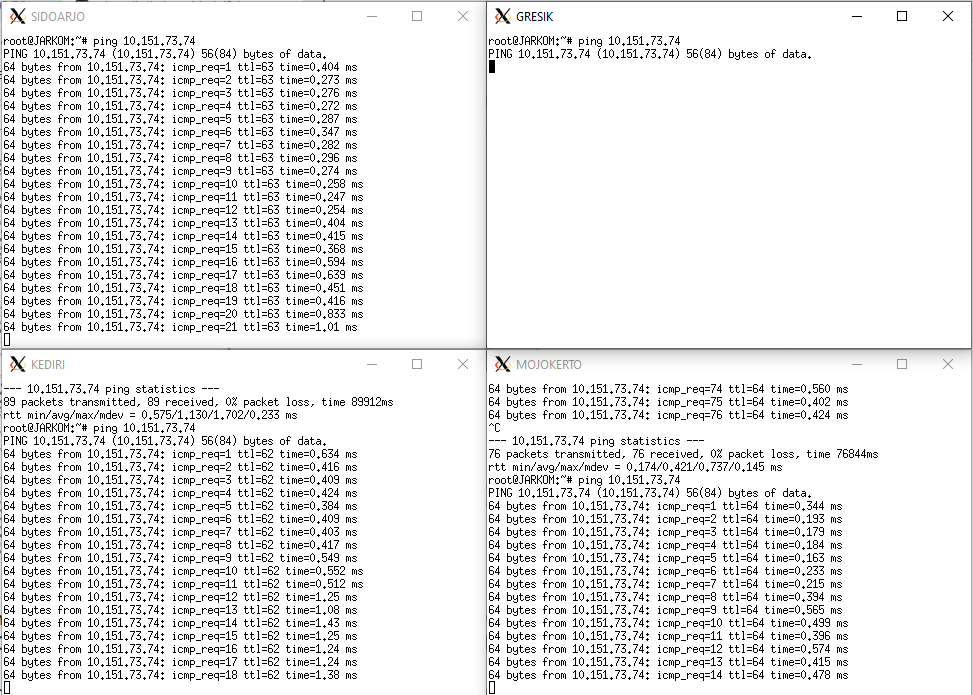 SIDOARJO
root@JARKOM:~# ping 10.151.73.74
PING 10.151.73.74 (10.151.73.74) 56(84) bytes of data.
64 bytes from 10.151.73.74: icmp_req=1 ttl=63 time=0.404 ms
64 bytes from 10.151.73.74: icmp_req=2 ttl=63 time=0.273 ms
64 bytes from 10.151.73.74: icmp_req=3 ttl=63 time=0.276 ms
64 bytes from 10.151.73.74: icmp_req=4 ttl=63 time=0.272 ms
64 bytes from 10.151.73.74: icmp_req=5 ttl=63 time=0.287 ms
64 bytes from 10.151.73.74: icmp_req=6 ttl=63 time=0.347 ms
64 bytes from 10.151.73.74: icmp_req=7 ttl=63 time=0.282 ms
64 bytes from 10.151.73.74: icmp_req=8 ttl=63 time=0.296 ms
64 bytes from 10.151.73.74: icmp_req=9 ttl=63 time=0.274 ms
64 bytes from 10.151.73.74: icmp_req=10 ttl=63 time=0.258 ms
64 bytes from 10.151.73.74: icmp_req=11 ttl=63 time=0.247 ms
64 bytes from 10.151.73.74: icmp_req=12 ttl=63 time=0.254 ms
64 bytes from 10.151.73.74: icmp_req=13 ttl=63 time=0.404 ms
64 bytes from 10.151.73.74: icmp_req=14 ttl=63 time=0.415 ms
64 bytes from 10.151.73.74: icmp_req=15 ttl=63 time=0.368 ms
64 bytes from 10.151.73.74: icmp_req=16 ttl=63 time=0.594 ms
64 bytes from 10.151.73.74: icmp_req=17 ttl=63 time=0.639 ms
64 bytes from 10.151.73.74: icmp_req=18 ttl=63 time=0.451 ms
64 bytes from 10.151.73.74: icmp_req=19 ttl=63 time=0.416 ms
64 bytes from 10.151.73.74: icmp_req=20 ttl=63 time=0.833 ms
64 bytes from 10.151.73.74: icmp_req=21 ttl=63 time=1.01 ms
GRESIK
root@JARKOM:~# ping 10.151.73.74
PING 10.151.73.74 (10.151.73.74) 56(84) bytes of data.
KEDIRI
--- 10.151.73.74 ping statistics ---
89 packets transmitted, 89 received, 0% packet loss, time 89912ms
rtt min/avg/max/mdev = 0.575/1.130/1.702/0.233 ms
root@JARKOM:~# ping 10.151.73.74
PING 10.151.73.74 (10.151.73.74) 56(84) bytes of data.
64 bytes from 10.151.73.74: icmp_req=1 ttl=62 time=0.634 ms
64 bytes from 10.151.73.74: icmp_req=2 ttl=62 time=0.416 ms
64 bytes from 10.151.73.74: icmp_req=3 ttl=62 time=0.409 ms
64 bytes from 10.151.73.74: icmp_req=4 ttl=62 time=0.424 ms
64 bytes from 10.151.73.74: icmp_req=5 ttl=62 time=0.384 ms
64 bytes from 10.151.73.74: icmp_req=6 ttl=62 time=0.409 ms
64 bytes from 10.151.73.74: icmp_req=7 ttl=62 time=0.403 ms
64 bytes from 10.151.73.74: icmp_req=8 ttl=62 time=0.417 ms
64 bytes from 10.151.73.74: icmp_req=9 ttl=62 time=0.549 ms
64 bytes from 10.151.73.74: icmp_req=10 ttl=62 time=0.552 ms
64 bytes from 10.151.73.74: icmp_req=11 ttl=62 time=0.512 ms
64 bytes from 10.151.73.74: icmp_req=12 ttl=62 time=1.25 ms
64 bytes from 10.151.73.74: icmp_req=13 ttl=62 time=1.08 ms
64 bytes from 10.151.73.74: icmp_req=14 ttl=62 time=1.43 ms
64 bytes from 10.151.73.74: icmp_req=15 ttl=62 time=1.25 ms
64 bytes from 10.151.73.74: icmp_req=16 ttl=62 time=1.24 ms
64 bytes from 10.151.73.74: icmp_req=17 ttl=62 time=1.24 ms
64 bytes from 10.151.73.74: icmp_req=18 ttl=62 time=1.38 ms
MOJOKERTO
64 bytes from 10.151.73.74: icmp_req=74 ttl=64 time=0.560 ms
64 bytes from 10.151.73.74: icmp_req=75 ttl=64 time=0.402 ms
64 bytes from 10.151.73.74: icmp_req=76 ttl=64 time=0.424 ms
^C
--- 10.151.73.74 ping statistics ---
76 packets transmitted, 76 received, 0% packet loss, time 76844ms
rtt min/avg/max/mdev = 0.174/0.421/0.737/0.145 ms
root@JARKOM:~# ping 10.151.73.74
PING 10.151.73.74 (10.151.73.74) 56(84) bytes of data.
64 bytes from 10.151.73.74: icmp_req=1 ttl=64 time=0.344 ms
64 bytes from 10.151.73.74: icmp_req=2 ttl=64 time=0.193 ms
64 bytes from 10.151.73.74: icmp_req=3 ttl=64 time=0.179 ms
64 bytes from 10.151.73.74: icmp_req=4 ttl=64 time=0.184 ms
64 bytes from 10.151.73.74: icmp_req=5 ttl=64 time=0.163 ms
64 bytes from 10.151.73.74: icmp_req=6 ttl=64 time=0.233 ms
64 bytes from 10.151.73.74: icmp_req=7 ttl=64 time=0.215 ms
64 bytes from 10.151.73.74: icmp_req=8 ttl=64 time=0.394 ms
64 bytes from 10.151.73.74: icmp_req=9 ttl=64 time=0.565 ms
64 bytes from 10.151.73.74: icmp_req=10 ttl=64 time=0.499 ms
64 bytes from 10.151.73.74: icmp_req=11 ttl=64 time=0.396 ms
64 bytes from 10.151.73.74: icmp_req=12 ttl=64 time=0.574 ms
64 bytes from 10.151.73.74: icmp_req=13 ttl=64 time=0.415 ms
64 bytes from 10.151.73.74: icmp_req=14 ttl=64 time=0.478 ms